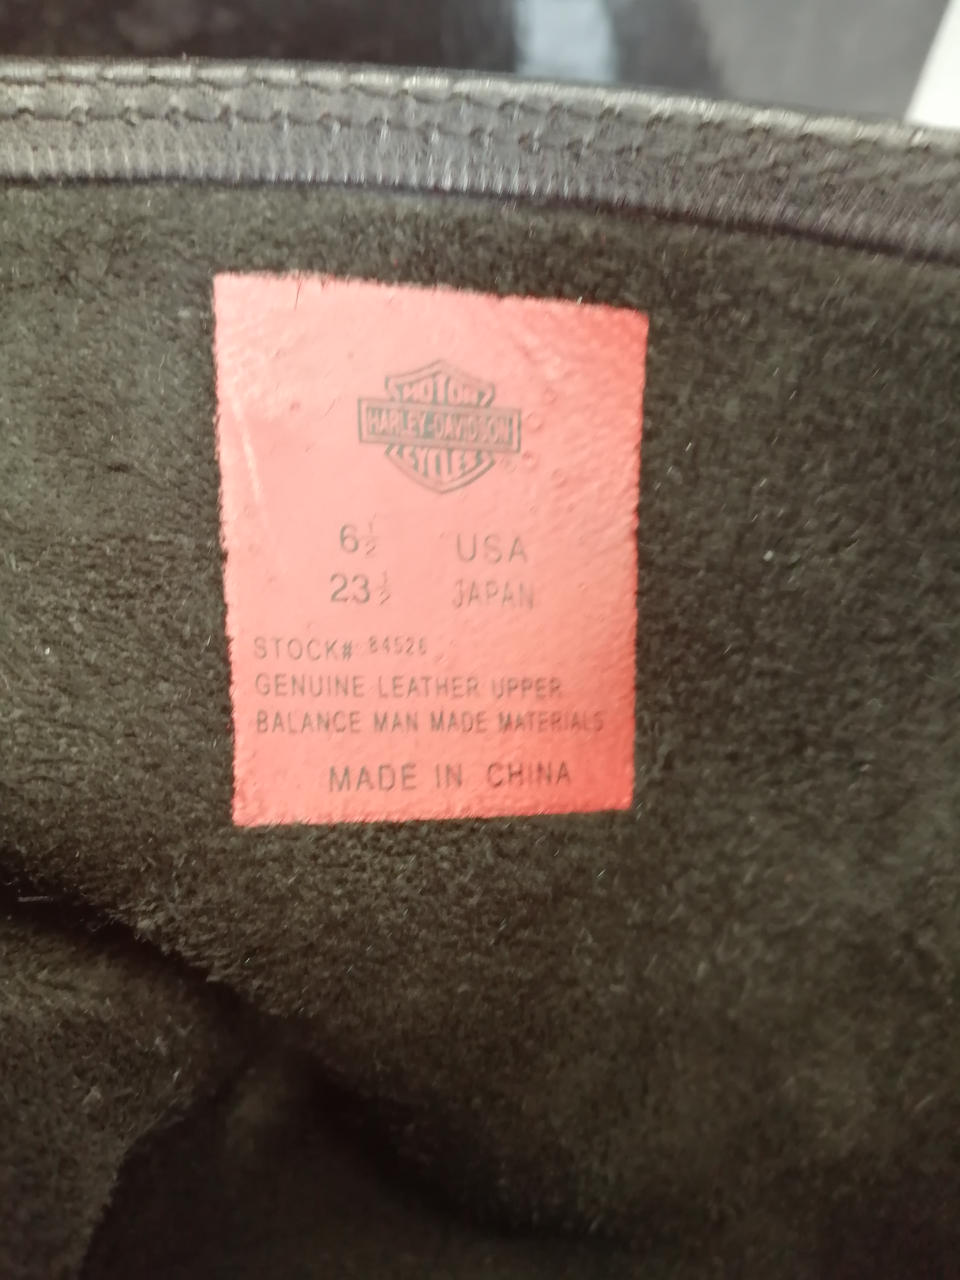 MOTOR
HARLEY-DAVIDSON
CYCLES
6½ USA
23½ JAPAN
STOCK# 84526
GENUINE LEATHER UPPER
BALANCE MAN MADE MATERIALS
MADE IN CHINA